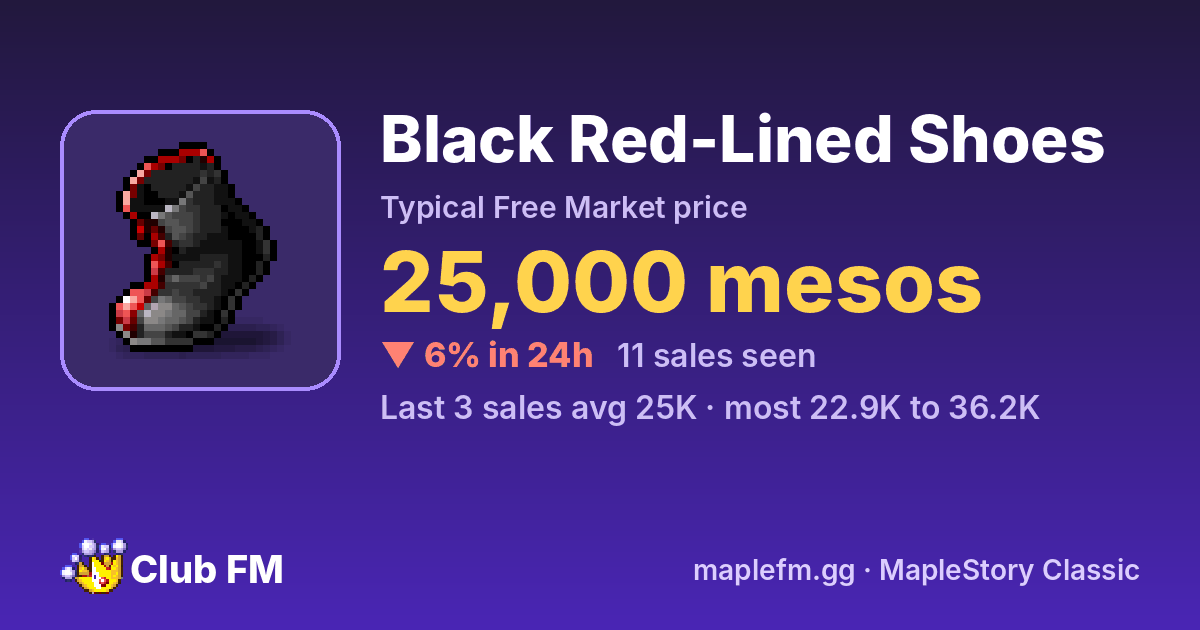 Black Red-Lined Shoes
Typical Free Market price
25,000 mesos
▼ 6% in 24h 11 sales seen
Last 3 sales avg 25K · most 22.9K to 36.2K
Club FM
maplefm.gg · MapleStory Classic